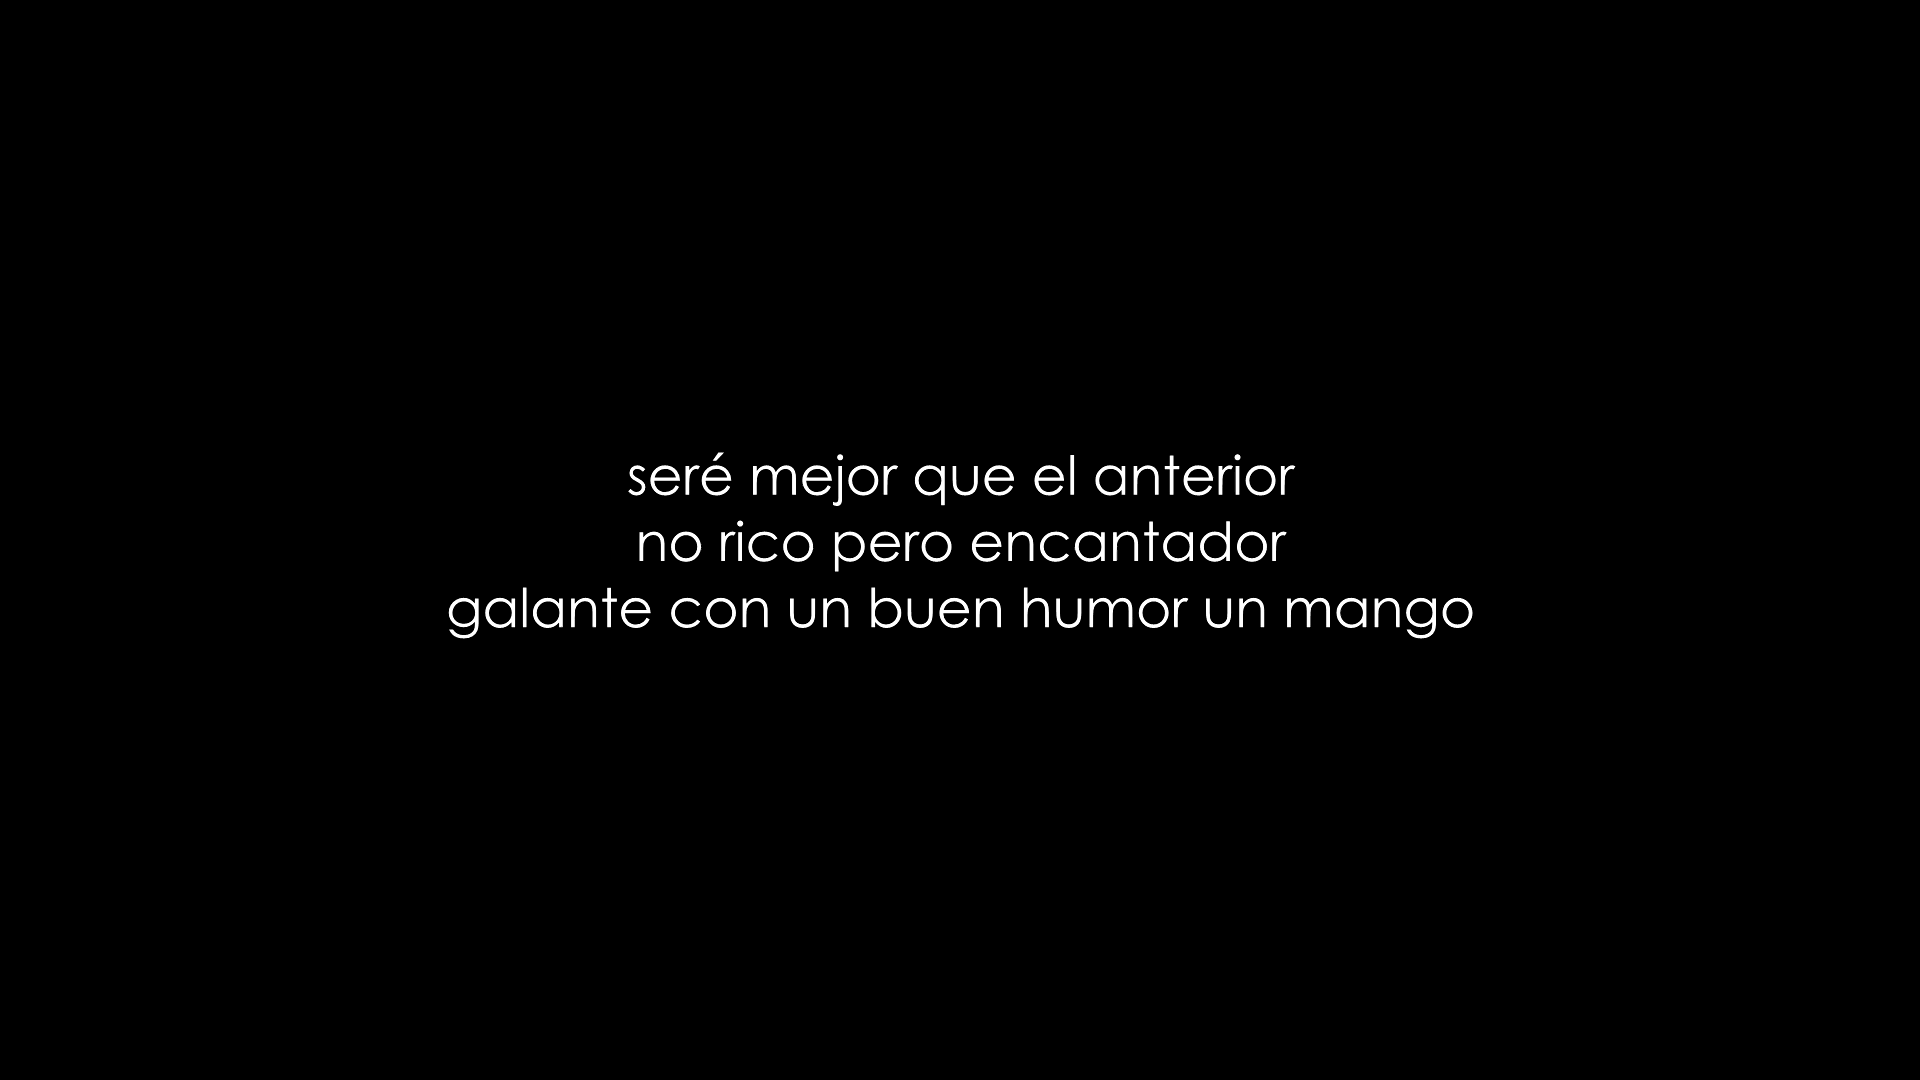 seré mejor que el anterior
no rico pero encantador
galante con un buen humor un mango